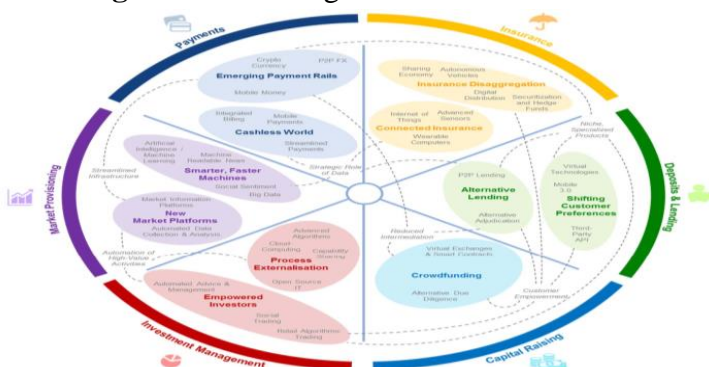 Payments
Crypto
Currency
P2P FX
Emerging Payment Rails
Mobile Money
Integrated
Billing
Mobile
Payments
Cashless World
Streamlined
Payments
Insurance
Sharing
Economy
Autonomous
Vehicles
Insurance Disaggregation
Digital
Distribution
Securitization
and Hedge
Funds
Internet of
Things
Advanced
Sensors
Connected Insurance
Wearable
Computers
Niche,
Specialized
Products
Market Provisioning
Artificial
Intelligence /
Machine
Learning
Machine
Readable News
Smarter, Faster
Machines
Social Sentiment
Big Data
Streamlined
Infrastructure
Strategic Role
of Data
Market Information
Platforms
New
Market Platforms
Automated Data
Collection & Analysis
Automation of
High-Value
Activities
Deposits & Lending
P2P Lending
Alternative
Lending
Alternative
Adjudication
Virtual
Technologies
Mobile
3.0
Shifting
Customer
Preferences
Third-
Party
API
Advanced
Algorithms
Cloud
Computing
Capability
Sharing
Process
Externalisation
Open Source
IT
Reduced
Intermediation
Virtual Exchanges
& Smart Contracts
Crowdfunding
Alternative Due
Diligence
Customer
Empowerment
Automated Advice &
Management
Empowered
Investors
Social
Trading
Retail Algorithmic
Trading
Investment Management
Capital Raising